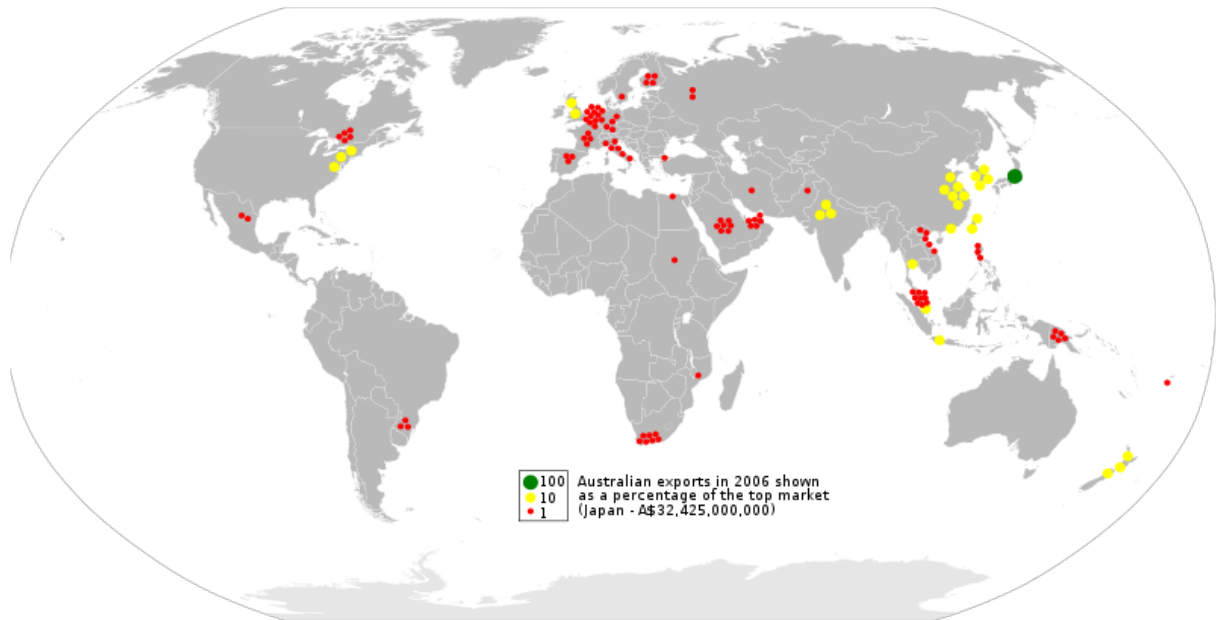 100 Australian exports in 2006 shown
10 as a percentage of the top market
1 (Japan - A$32,425,000,000)